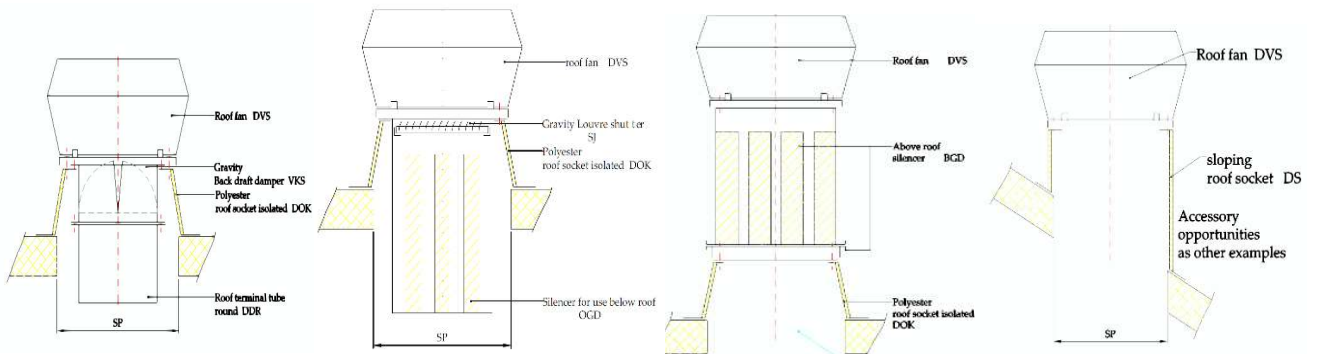 Roof fan DVS
Gravity
Back draft damper VKS
Polyester
roof socket isolated DOK
Roof terminal tube
round DDR
SP
roof fan DVS
Gravity Louvre shutter
SJ
Polyester
roof socket isolated DOK
Silencer for use below roof
OGD
SP
Roof fan DVS
Above roof
silencer BGD
Polyester
roof socket isolated
DOK
Roof fan DVS
sloping
roof socket DS
Accessory
opportunities
as other examples
SP